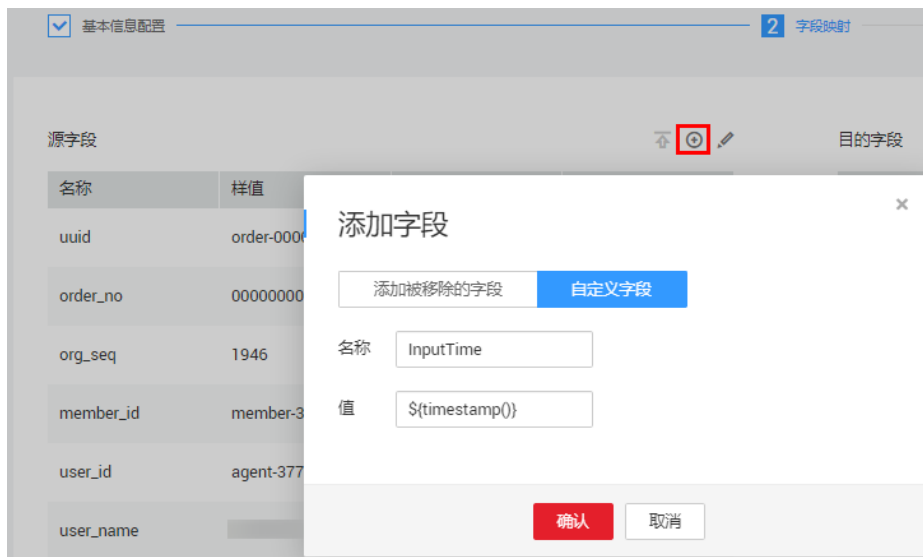 基本信息配置 2 字段映射
源字段 目的字段
名称 样值
uuid order-000
order_no 00000000
org_seq 1946
member_id member-3
user_id agent-377
user_name
添加字段
添加被移除的字段 自定义字段
名称 InputTime
值 ${timestamp()}
确认 取消